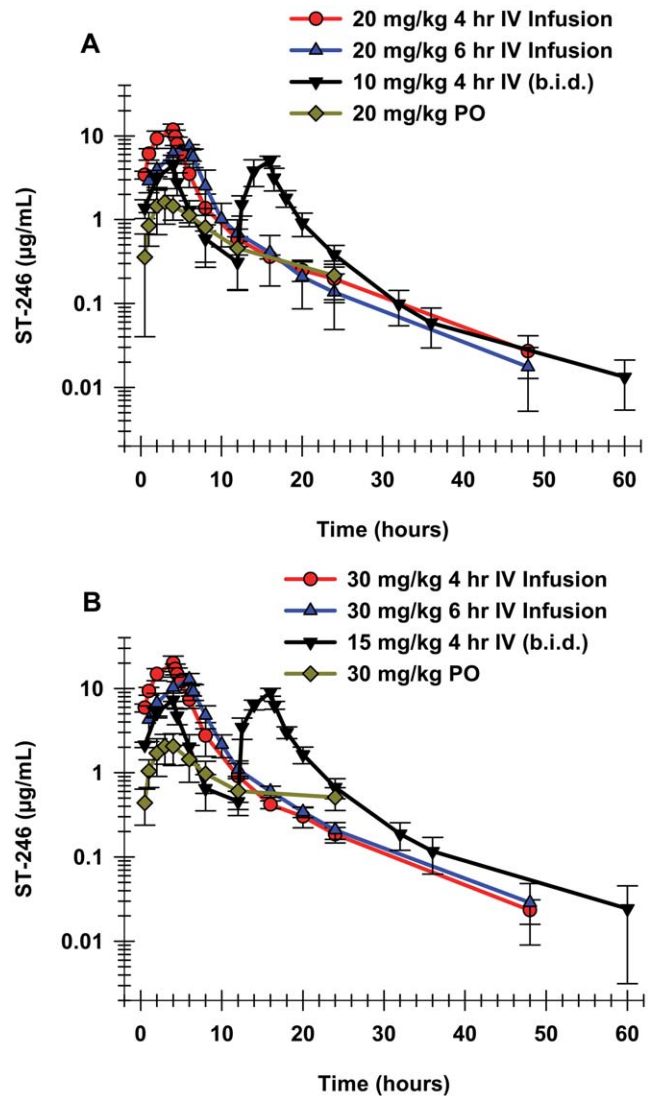 A
20 mg/kg 4 hr IV Infusion
20 mg/kg 6 hr IV Infusion
10 mg/kg 4 hr IV (b.i.d.)
20 mg/kg PO
10
1
0.1
0.01
ST-246 (µg/mL)
0 10 20 30 40 50 60
Time (hours)
B
30 mg/kg 4 hr IV Infusion
30 mg/kg 6 hr IV Infusion
15 mg/kg 4 hr IV (b.i.d.)
30 mg/kg PO
10
1
0.1
0.01
ST-246 (µg/mL)
0 10 20 30 40 50 60
Time (hours)